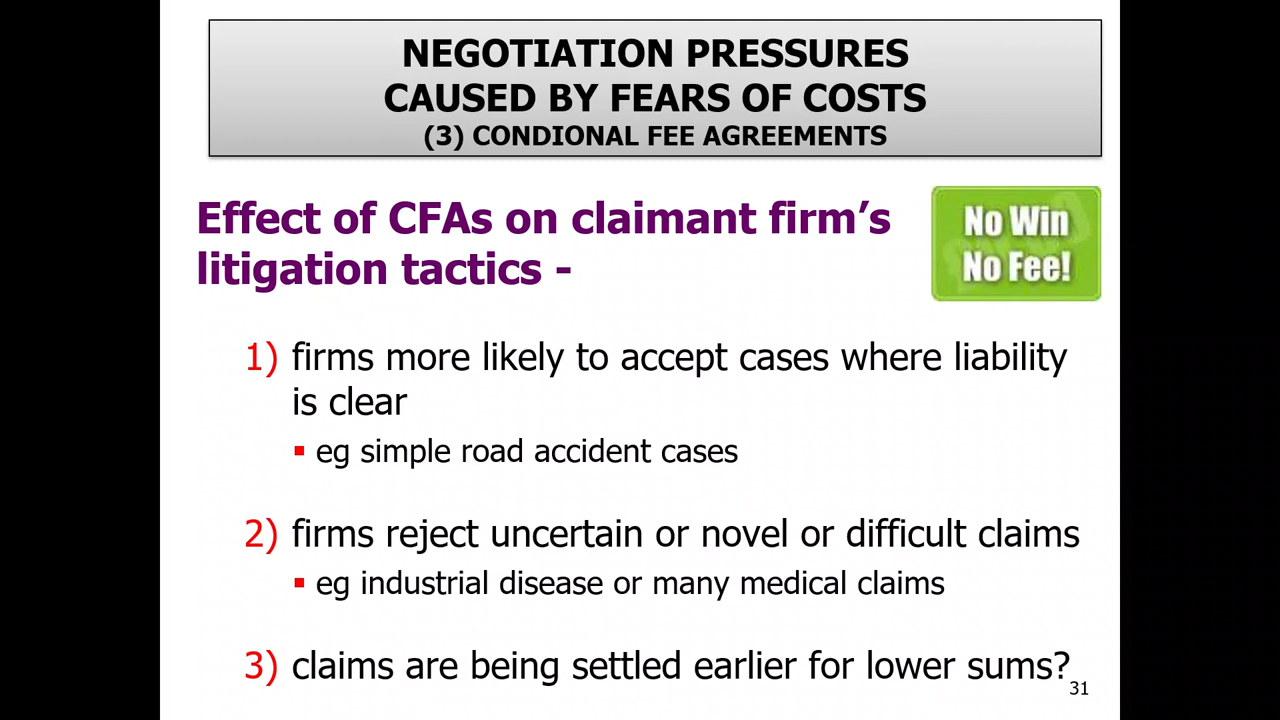 NEGOTIATION PRESSURES
CAUSED BY FEARS OF COSTS
(3) CONDIONAL FEE AGREEMENTS
Effect of CFAs on claimant firm’s
litigation tactics -
No Win
No Fee!
1) firms more likely to accept cases where liability
is clear
▪ eg simple road accident cases
2) firms reject uncertain or novel or difficult claims
▪ eg industrial disease or many medical claims
3) claims are being settled earlier for lower sums?
31